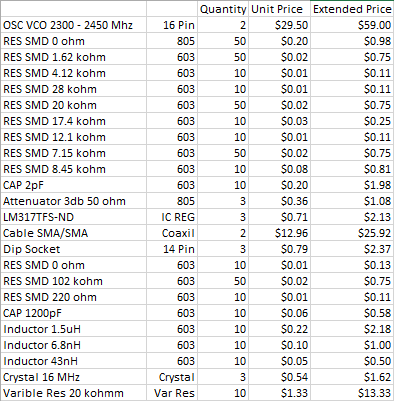 Quantity Unit Price Extended Price
OSC VCO 2300 - 2450 Mhz 16 Pin 2 $29.50 $59.00
RES SMD 0 ohm 805 50 $0.20 $0.98
RES SMD 1.62 kohm 603 50 $0.02 $0.75
RES SMD 4.12 kohm 603 10 $0.01 $0.11
RES SMD 28 kohm 603 10 $0.01 $0.11
RES SMD 20 kohm 603 50 $0.02 $0.75
RES SMD 17.4 kohm 603 10 $0.03 $0.25
RES SMD 12.1 kohm 603 10 $0.01 $0.11
RES SMD 7.15 kohm 603 50 $0.02 $0.75
RES SMD 8.45 kohm 603 10 $0.08 $0.81
CAP 2pF 603 10 $0.20 $1.98
Attenuator 3db 50 ohm 805 3 $0.36 $1.08
LM317TFS-ND IC REG 3 $0.71 $2.13
Cable SMA/SMA Coaxil 2 $12.96 $25.92
Dip Socket 14 Pin 3 $0.79 $2.37
RES SMD 0 ohm 603 10 $0.01 $0.13
RES SMD 102 kohm 603 50 $0.02 $0.75
RES SMD 220 ohm 603 10 $0.01 $0.11
CAP 1200pF 603 10 $0.06 $0.58
Inductor 1.5uH 603 10 $0.22 $2.18
Inductor 6.8nH 603 10 $0.10 $1.00
Inductor 43nH 603 10 $0.05 $0.50
Crystal 16 MHz Crystal 3 $0.54 $1.62
Varible Res 20 kohmm Var Res 10 $1.33 $13.33